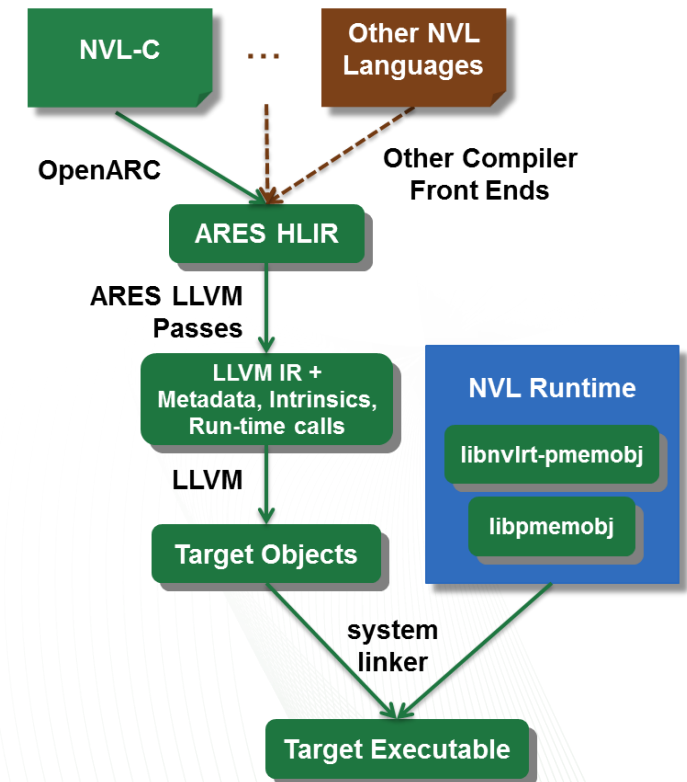 NVL-C
...
Other NVL
Languages
OpenARC
Other Compiler
Front Ends
ARES HLIR
ARES LLVM
Passes
LLVM IR +
Metadata, Intrinsics,
Run-time calls
NVL Runtime
libnvlrt-pmemobj
libpmemobj
LLVM
Target Objects
system
linker
Target Executable